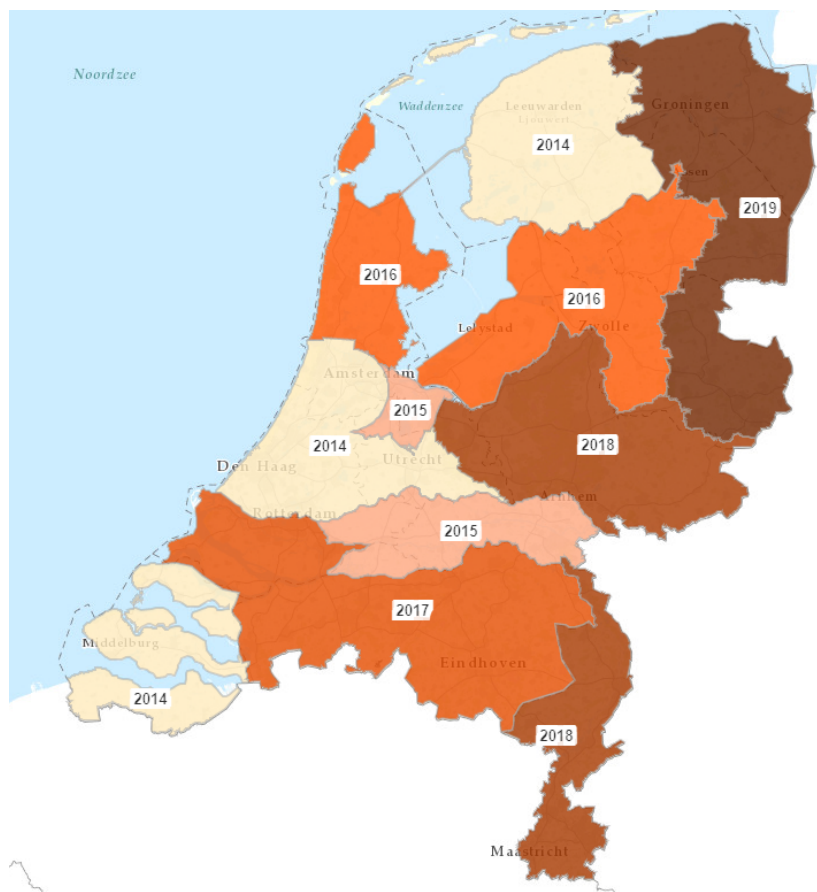 Noordzee
Waddenzee
Leeuwarden
Ljouwert
Groningen
2014
2019
2016
2016
Lelystad
Zwolle
Amsterdam
2015
2014
Utrecht
2018
Den Haag
Arnhem
Rotterdam
2015
2017
Middelburg
Eindhoven
2014
2018
Maastricht